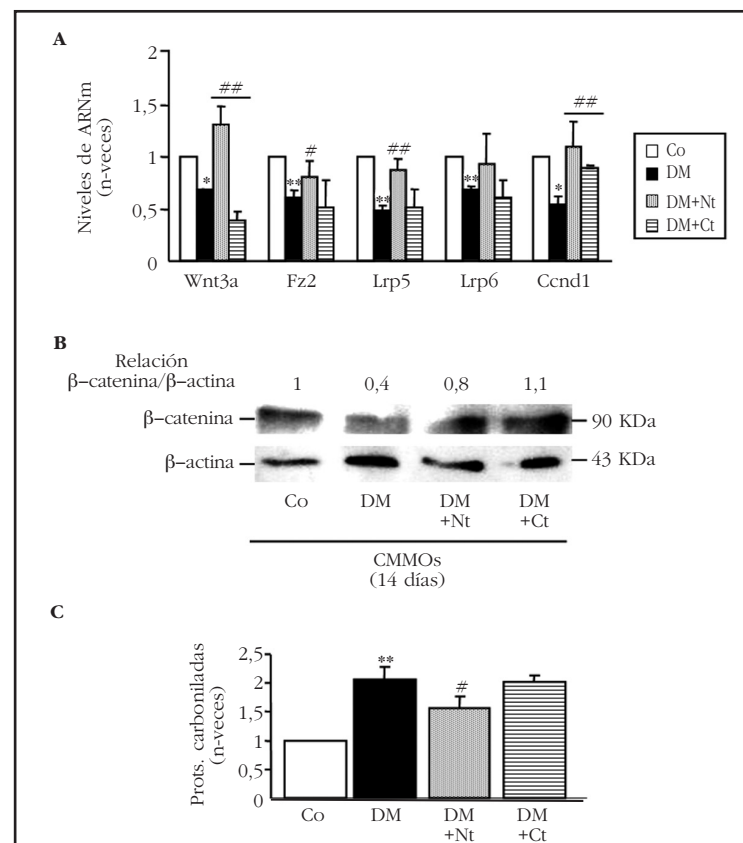 A
Niveles de ARNm
(n-veces)
2
1,5
1
0,5
0
##
*
#
**
##
**
**
##
*
Wnt3a Fz2 Lrp5 Lrp6 Ccnd1
Co
DM
DM+Nt
DM+Ct
B
Relación
β–catenina/β–actina 1 0,4 0,8 1,1
β–catenina 90 KDa
β–actina 43 KDa
Co DM DM DM
+Nt +Ct
CMMOs
(14 días)
C
Prots. carboniladas
(n-veces)
2,5
2
1,5
1
0,5
0
**
#
Co DM DM DM
+Nt +Ct